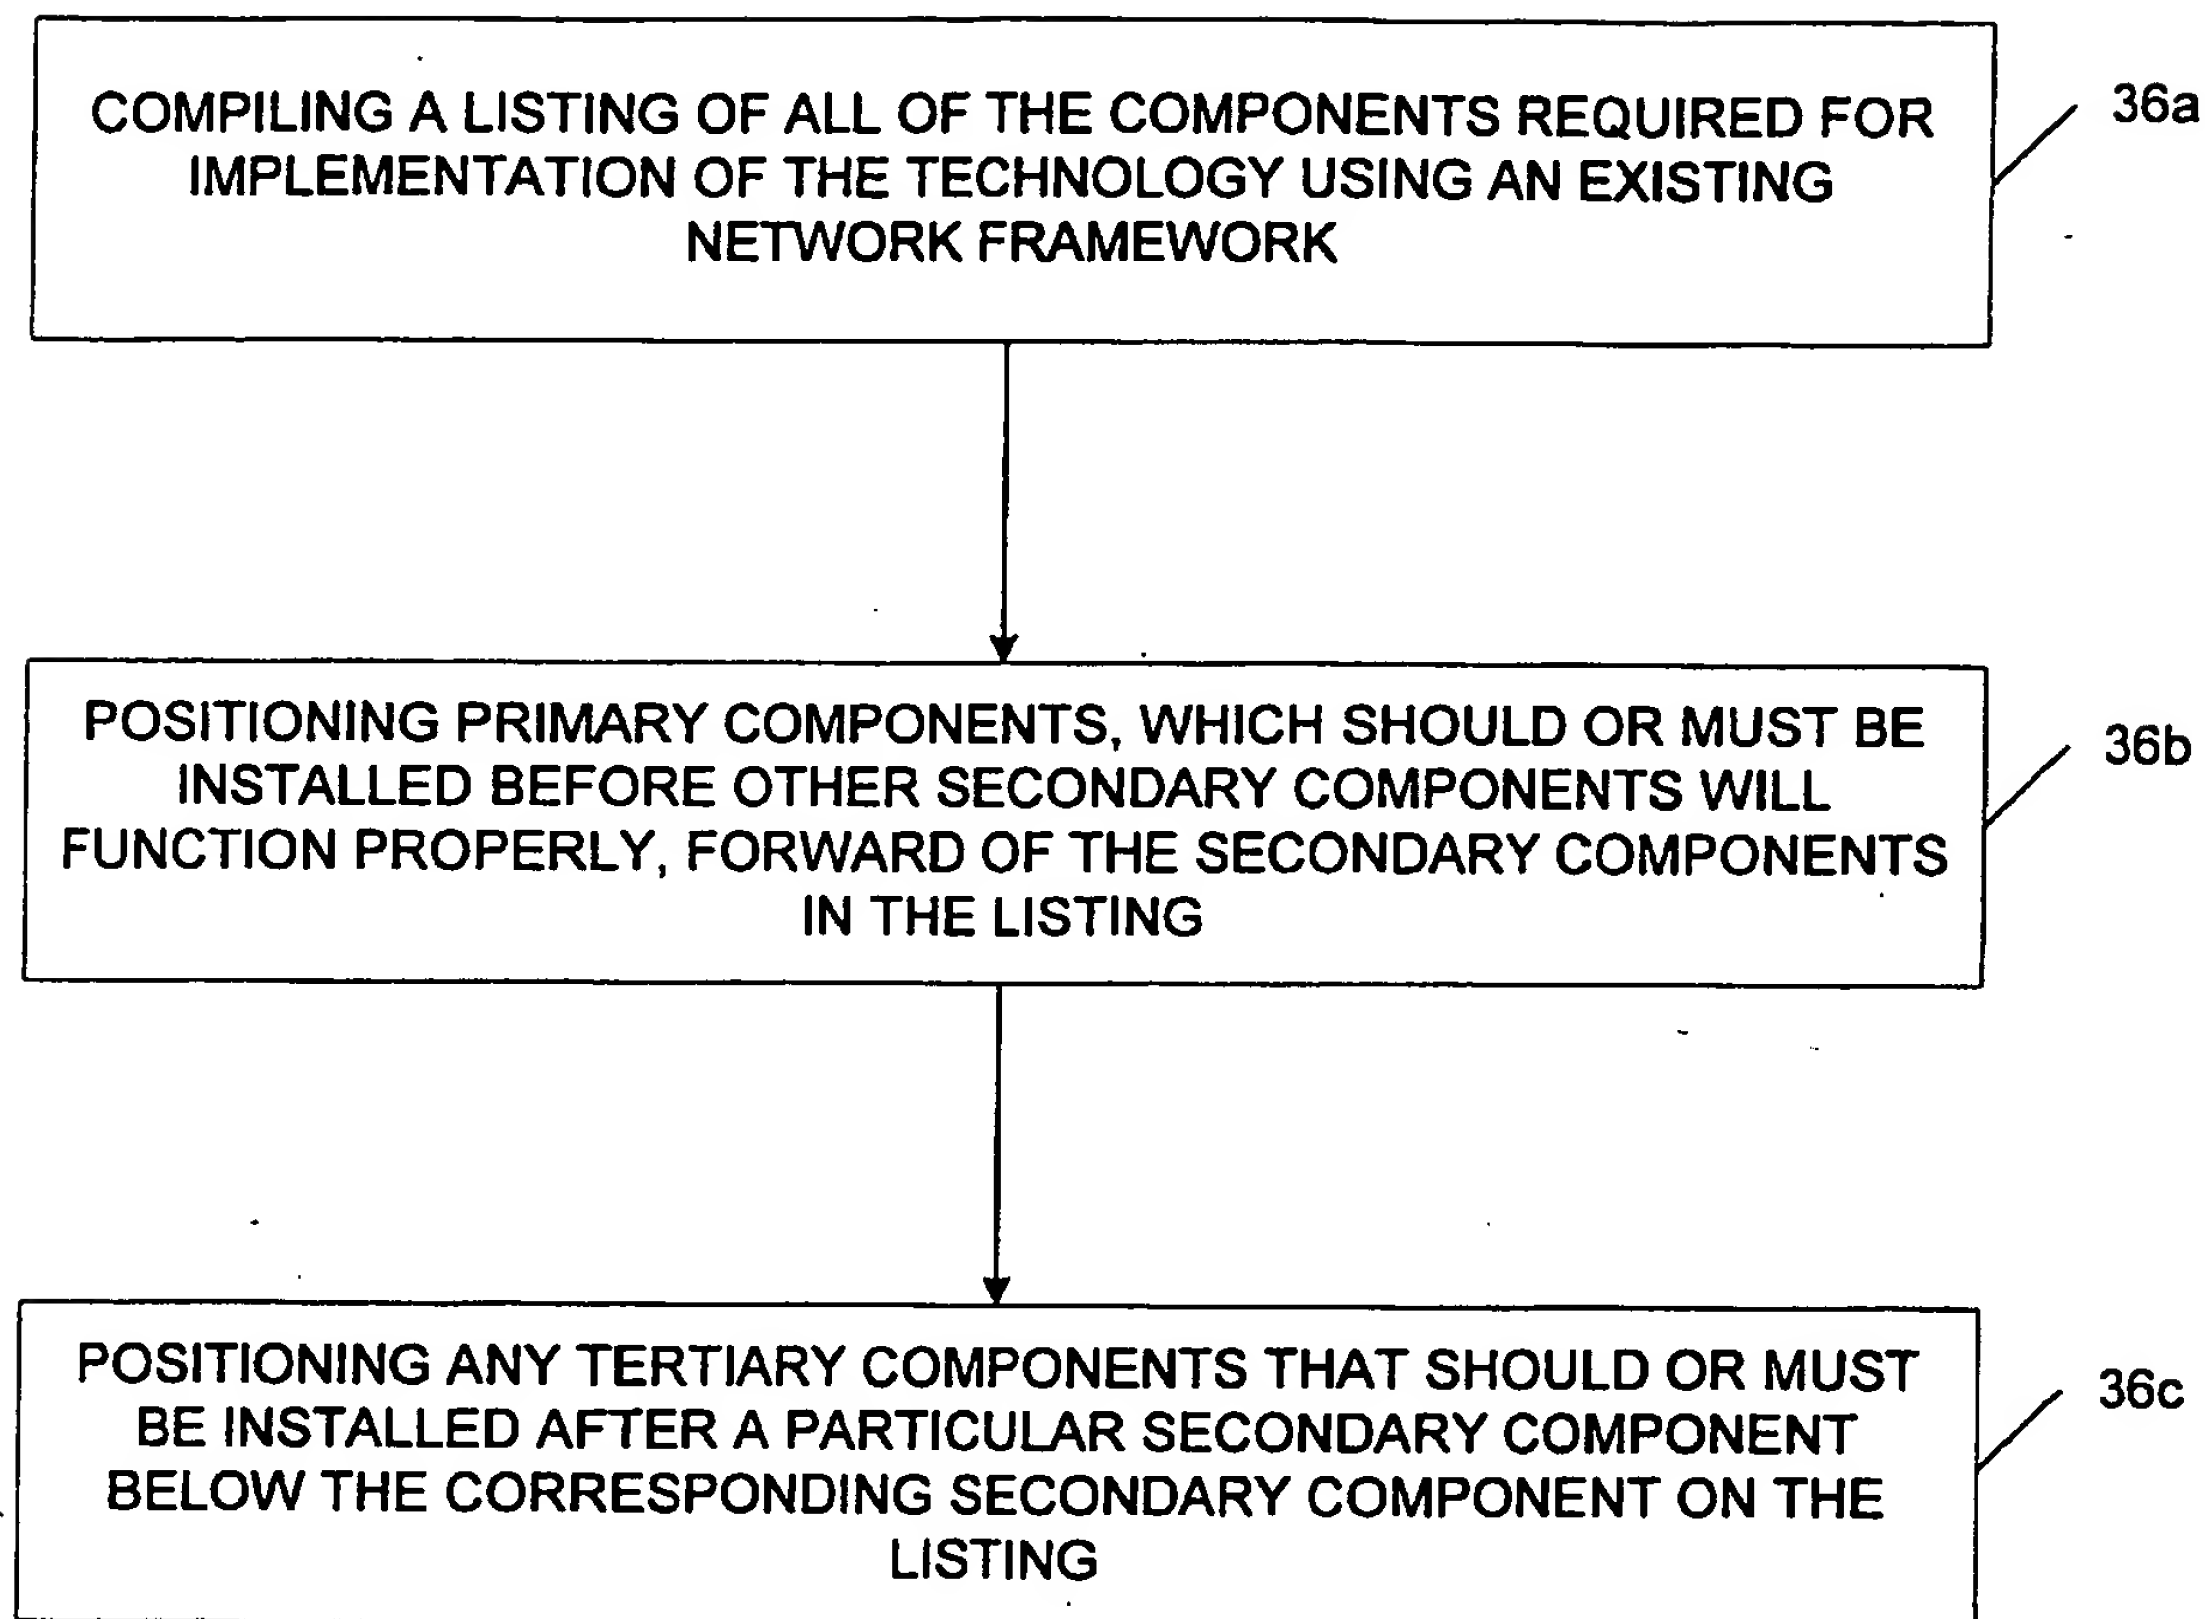 COMPILING A LISTING OF ALL OF THE COMPONENTS REQUIRED FOR
IMPLEMENTATION OF THE TECHNOLOGY USING AN EXISTING
NETWORK FRAMEWORK
36a
POSITIONING PRIMARY COMPONENTS, WHICH SHOULD OR MUST BE
INSTALLED BEFORE OTHER SECONDARY COMPONENTS WILL
FUNCTION PROPERLY, FORWARD OF THE SECONDARY COMPONENTS
IN THE LISTING
36b
POSITIONING ANY TERTIARY COMPONENTS THAT SHOULD OR MUST
BE INSTALLED AFTER A PARTICULAR SECONDARY COMPONENT
BELOW THE CORRESPONDING SECONDARY COMPONENT ON THE
LISTING
36c